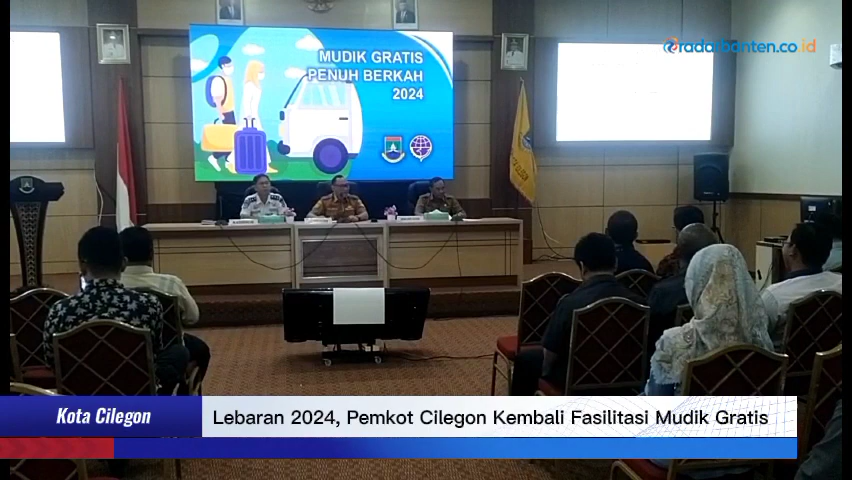 radarbanten.co.id
MUDIK GRATIS
PENUH BERKAH
2024
Kota Cilegon
Lebaran 2024, Pemkot Cilegon Kembali Fasilitasi Mudik Gratis